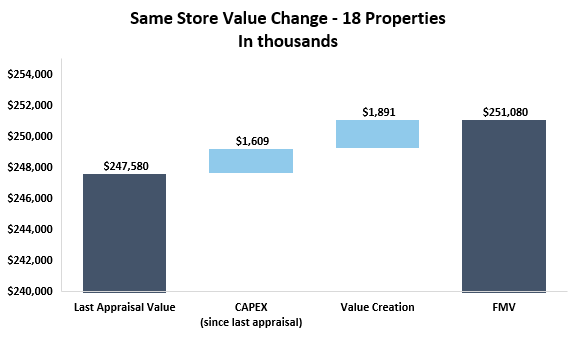 Same Store Value Change - 18 Properties
In thousands
$254,000
$252,000
$250,000
$248,000
$246,000
$244,000
$242,000
$240,000
$247,580
$1,609
$1,891
$251,080
Last Appraisal Value
CAPEX
(since last appraisal)
Value Creation
FMV